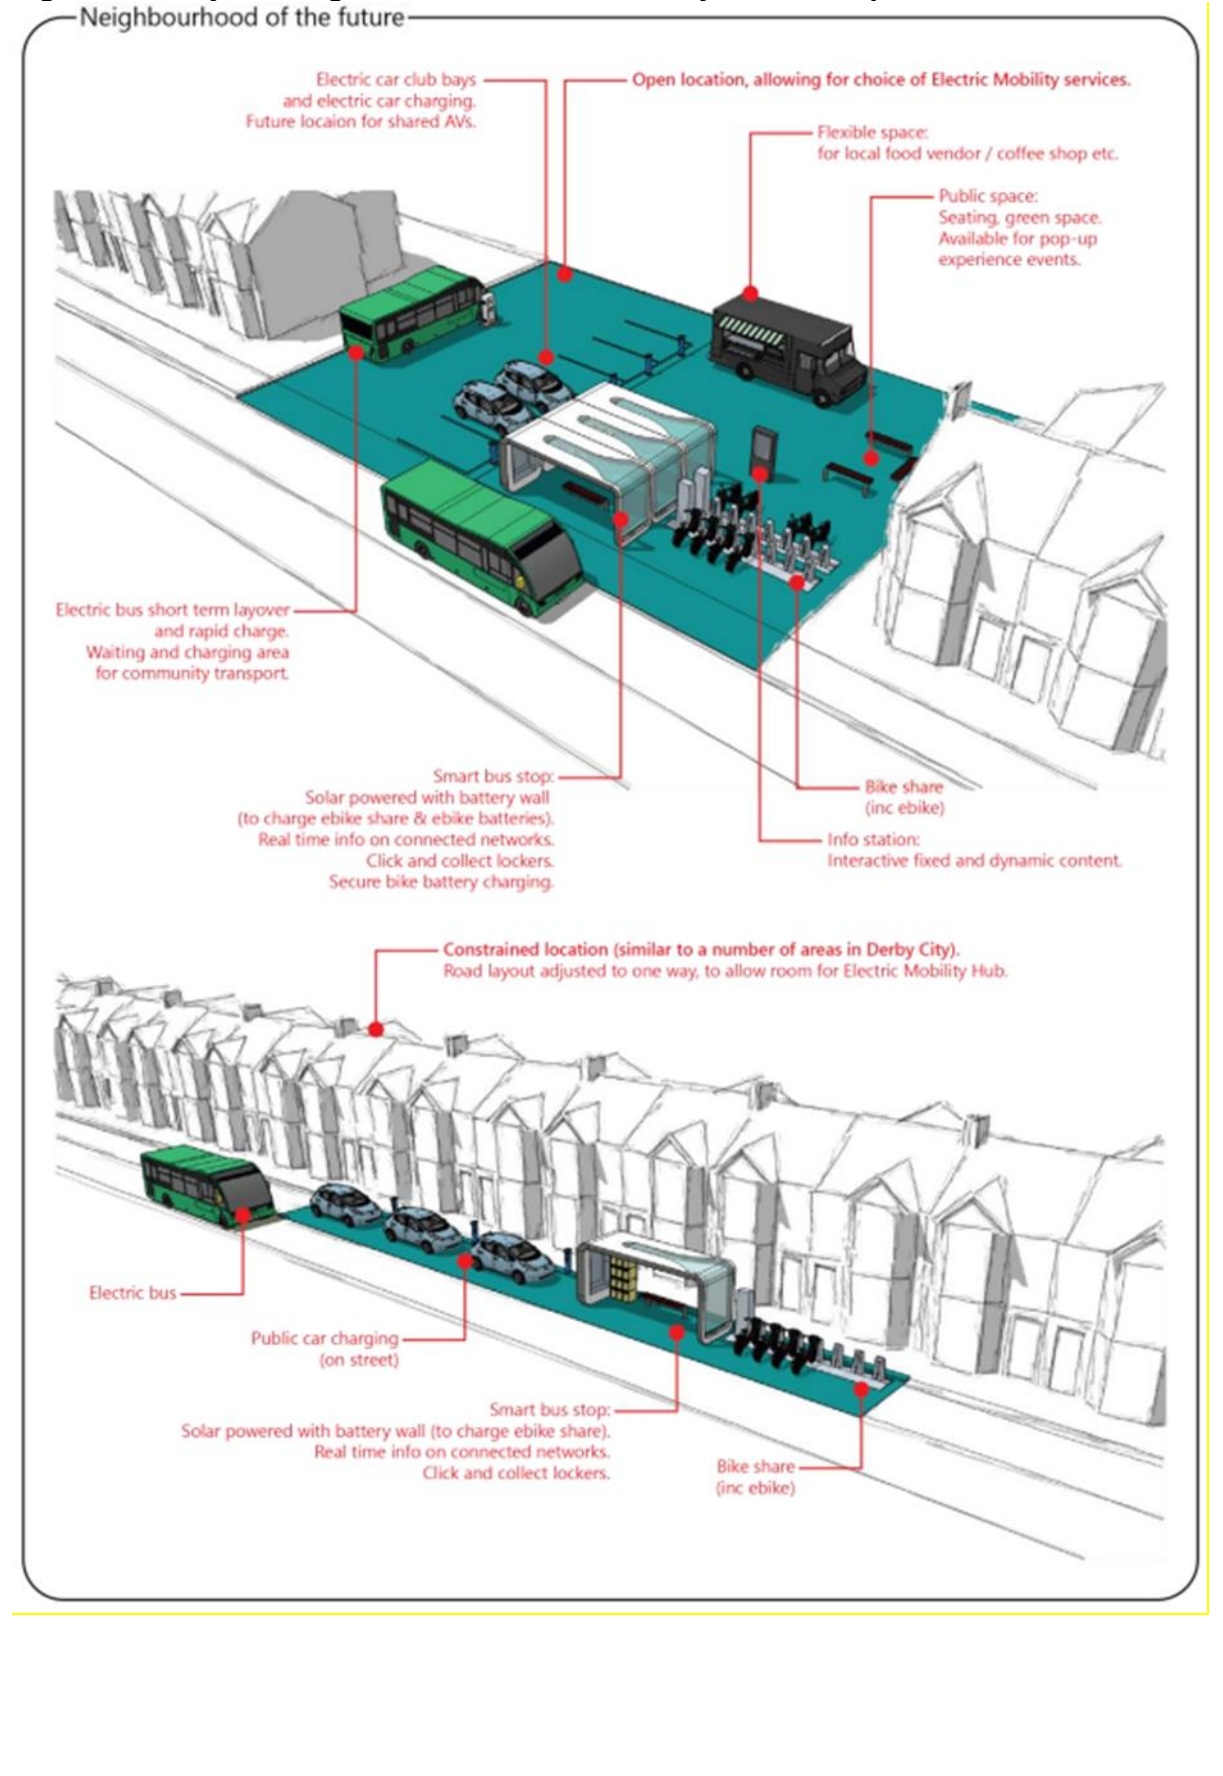 Neighbourhood of the future
Electric car club bays
and electric car charging.
Future locaion for shared AVs.
Open location, allowing for choice of Electric Mobility services.
Flexible space:
for local food vendor / coffee shop etc.
Public space:
Seating, green space.
Available for pop-up
experience events.
Electric bus short term layover
and rapid charge.
Waiting and charging area
for community transport.
Smart bus stop:
Solar powered with battery wall
(to charge ebike share & ebike batteries).
Real time info on connected networks.
Click and collect lockers.
Secure bike battery charging.
Bike share
(inc ebike)
Info station:
Interactive fixed and dynamic content.
Constrained location (similar to a number of areas in Derby City).
Road layout adjusted to one way, to allow room for Electric Mobility Hub.
Electric bus
Public car charging
(on street)
Smart bus stop:
Solar powered with battery wall (to charge ebike share).
Real time info on connected networks.
Click and collect lockers.
Bike share
(inc ebike)